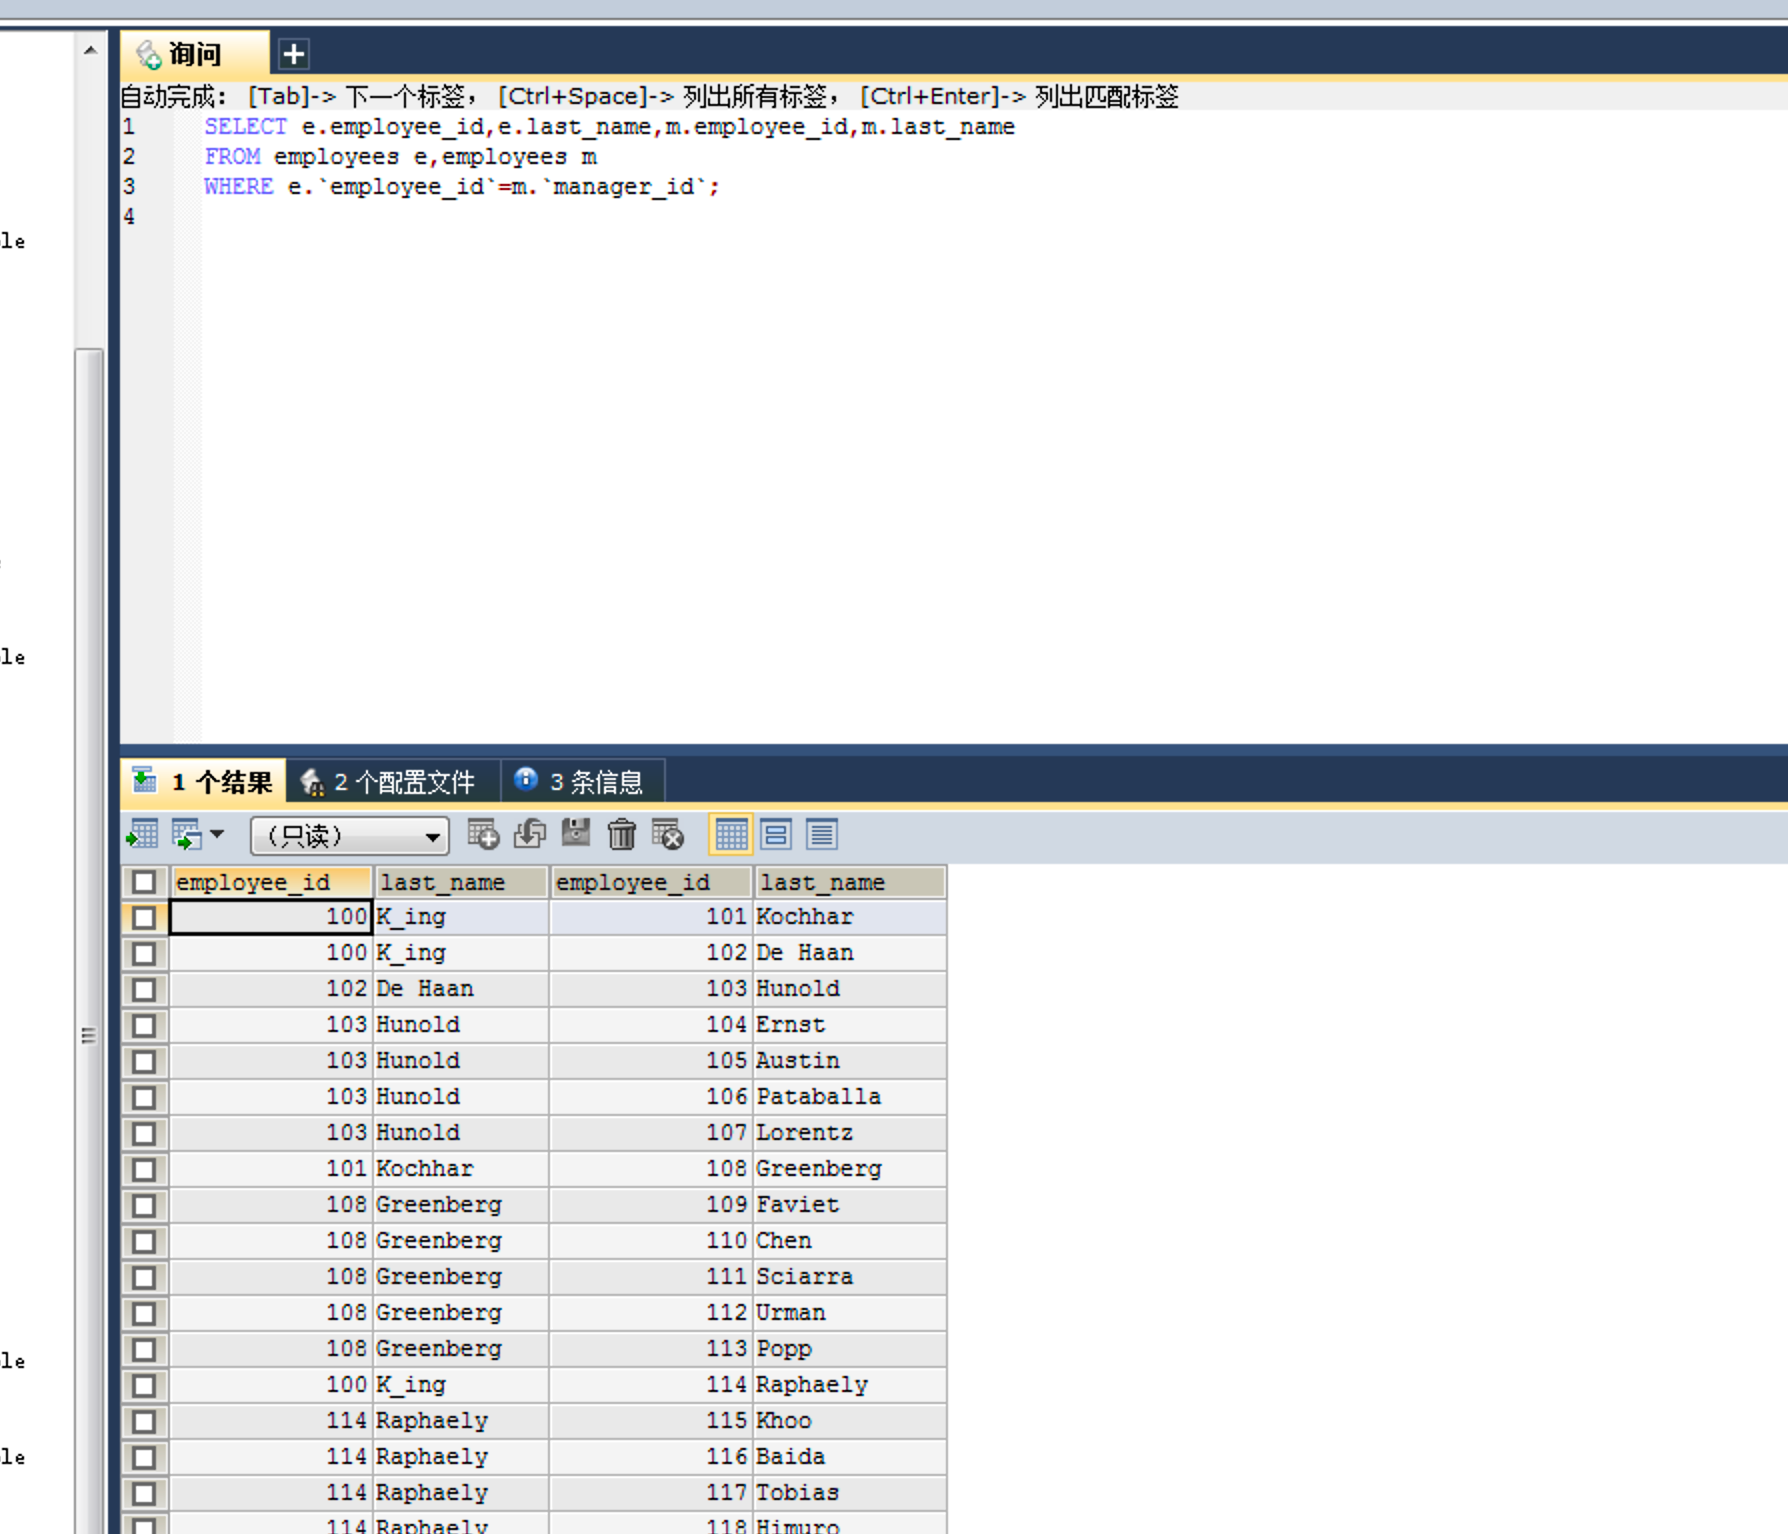 询问
自动完成: [Tab]-> 下一个标签, [Ctrl+Space]-> 列出所有标签, [Ctrl+Enter]-> 列出匹配标签
1 SELECT e.employee_id,e.last_name,m.employee_id,m.last_name
2 FROM employees e,employees m
3 WHERE e.`employee_id`=m.`manager_id`;
4
le
le
le
le
1 个结果 2 个配置文件 3 条信息
(只读)
employee_id last_name employee_id last_name
100 K_ing 101 Kochhar
100 K_ing 102 De Haan
102 De Haan 103 Hunold
103 Hunold 104 Ernst
103 Hunold 105 Austin
103 Hunold 106 Pataballa
103 Hunold 107 Lorentz
101 Kochhar 108 Greenberg
108 Greenberg 109 Faviet
108 Greenberg 110 Chen
108 Greenberg 111 Sciarra
108 Greenberg 112 Urman
108 Greenberg 113 Popp
100 K_ing 114 Raphaely
114 Raphaely 115 Khoo
114 Raphaely 116 Baida
114 Raphaely 117 Tobias
114 Raphaely 118 Himuro